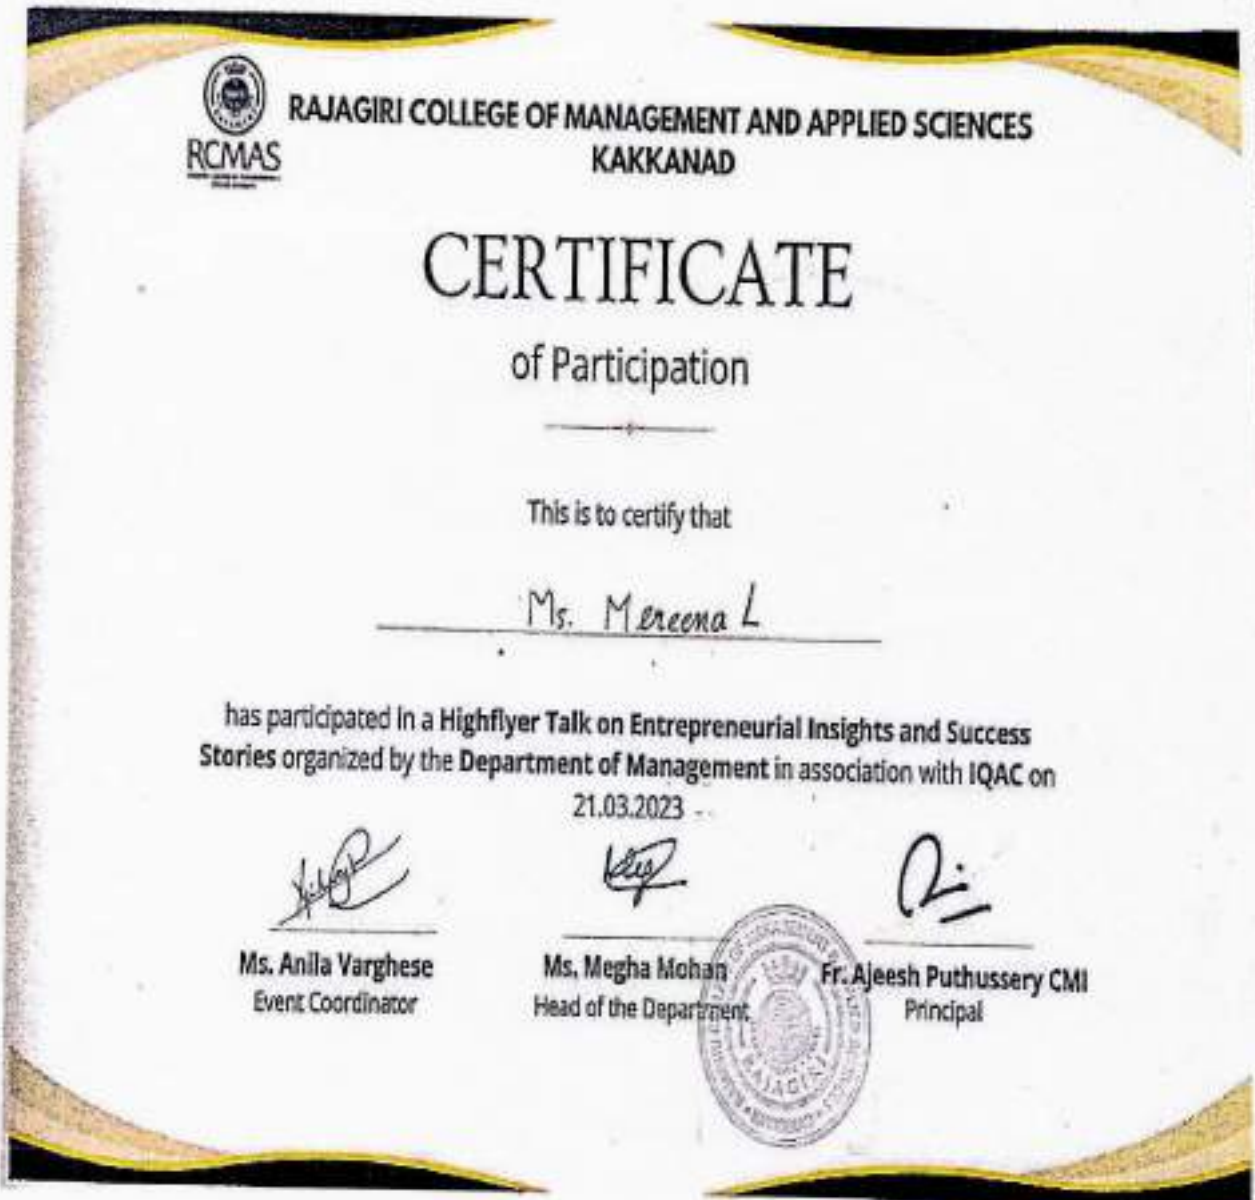 RCMAS
RAJAGIRI COLLEGE OF MANAGEMENT AND APPLIED SCIENCES
KAKKANAD
CERTIFICATE
of Participation
This is to certify that
Ms. Mereena L
has participated in a Highflyer Talk on Entrepreneurial Insights and Success
Stories organized by the Department of Management in association with IQAC on
21.03.2023
Ms. Anila Varghese
Event Coordinator
Ms. Megha Mohan
Head of the Department
Fr. Ajeesh Puthussery CMI
Principal
RAJAGIRI